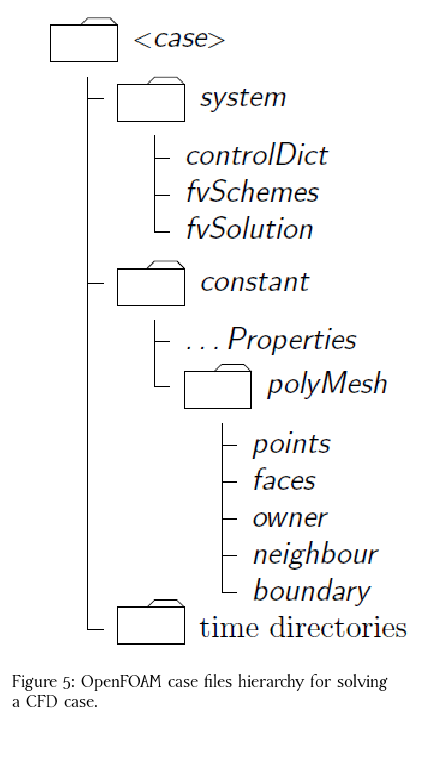 <case>
system
controlDict
fvSchemes
fvSolution
constant
...Properties
polyMesh
points
faces
owner
neighbour
boundary
time directories
Figure 5: OpenFOAM case files hierarchy for solving
a CFD case.